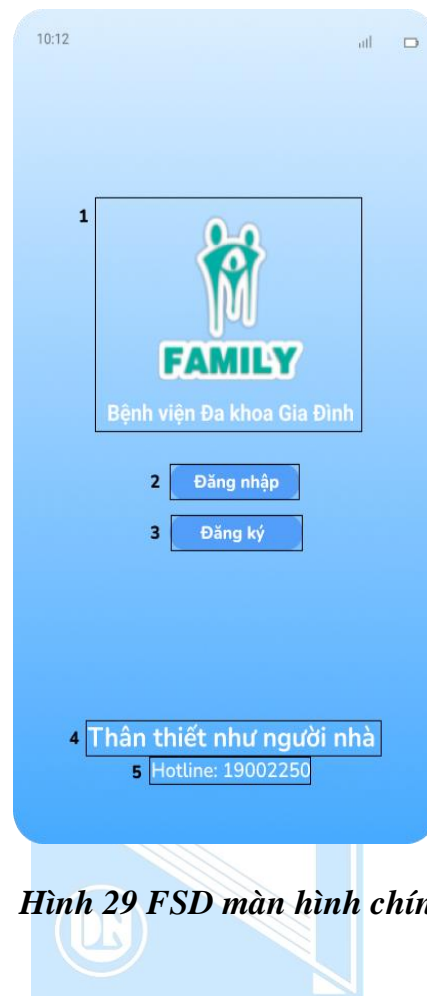 10:12
1
FAMILY
Bệnh viện Đa khoa Gia Đình
2 Đăng nhập
3 Đăng ký
4 Thân thiết như người nhà
5 Hotline: 19002250
Hình 29 FSD màn hình